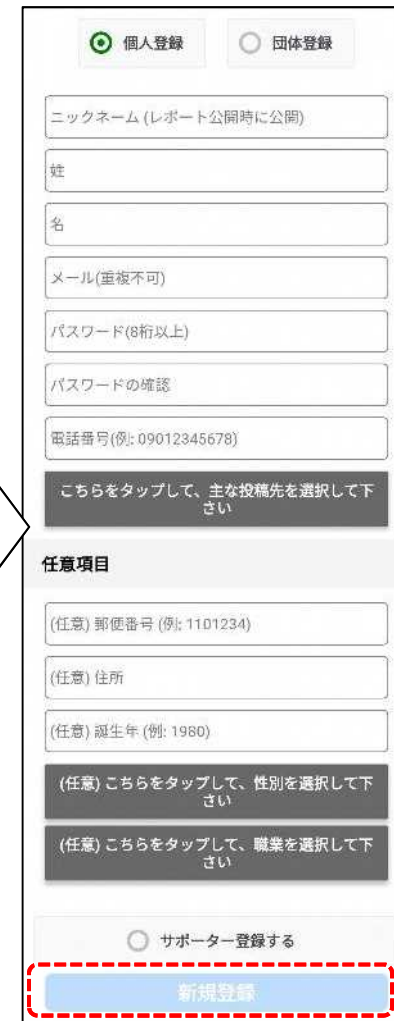 個人登録 団体登録
ニックネーム (レポート公開時に公開)
姓
名
メール(重複不可)
パスワード(8桁以上)
パスワードの確認
電話番号(例: 09012345678)
こちらをタップして、主な投稿先を選択して下
さい
任意項目
(任意) 郵便番号 (例: 1101234)
(任意) 住所
(任意) 誕生年 (例: 1980)
(任意) こちらをタップして、性別を選択して下
さい
(任意) こちらをタップして、職業を選択して下
さい
サポーター登録する
新規登録